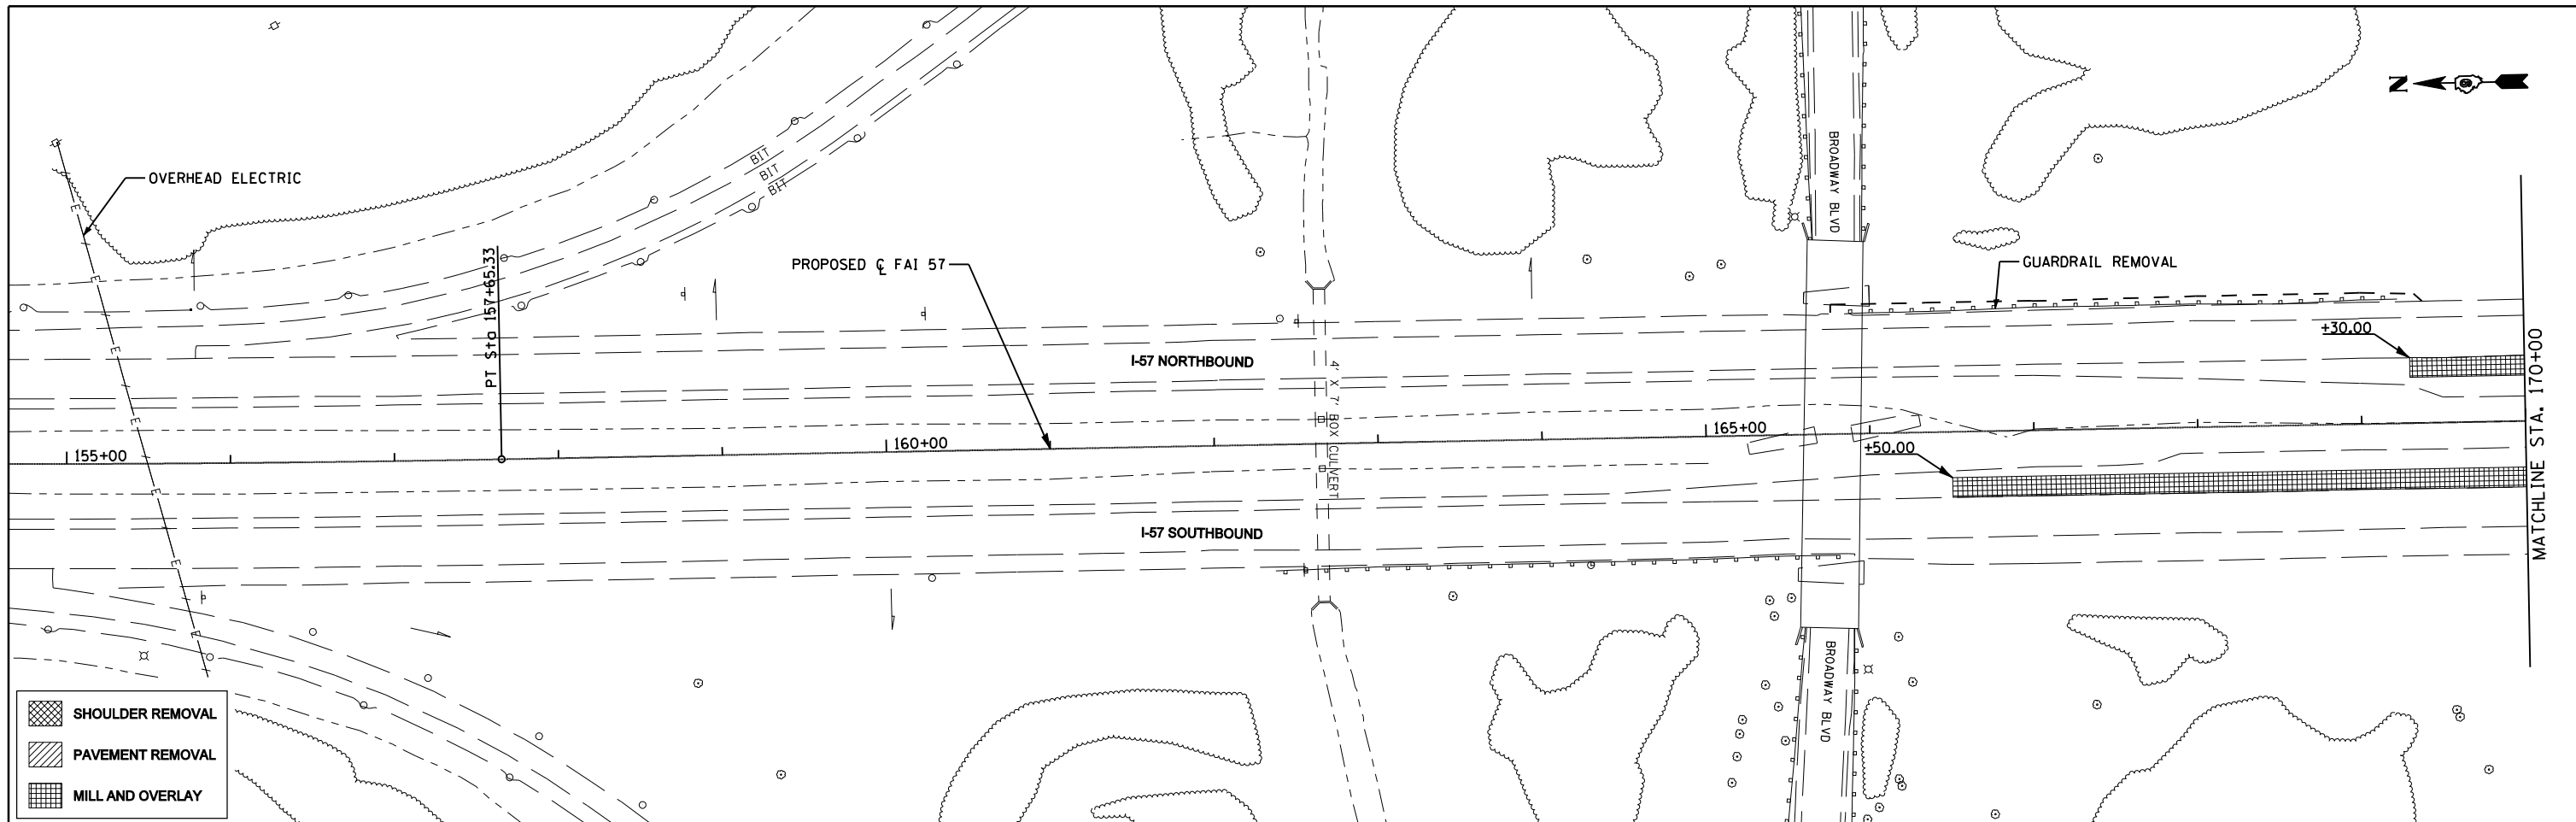 N
OVERHEAD ELECTRIC
BIT
BIT
BIT
BROADWAY BLVD
PROPOSED ℄ FAI 57
GUARDRAIL REMOVAL
PT Sta 157+65.33
+30.00
I-57 NORTHBOUND
4' X 7' BOX CULVERT
MATCHLINE STA. 170+00
155+00
160+00
165+00
+50.00
I-57 SOUTHBOUND
E
E
E
E
E
E
E
BROADWAY BLVD
SHOULDER REMOVAL
PAVEMENT REMOVAL
MILL AND OVERLAY